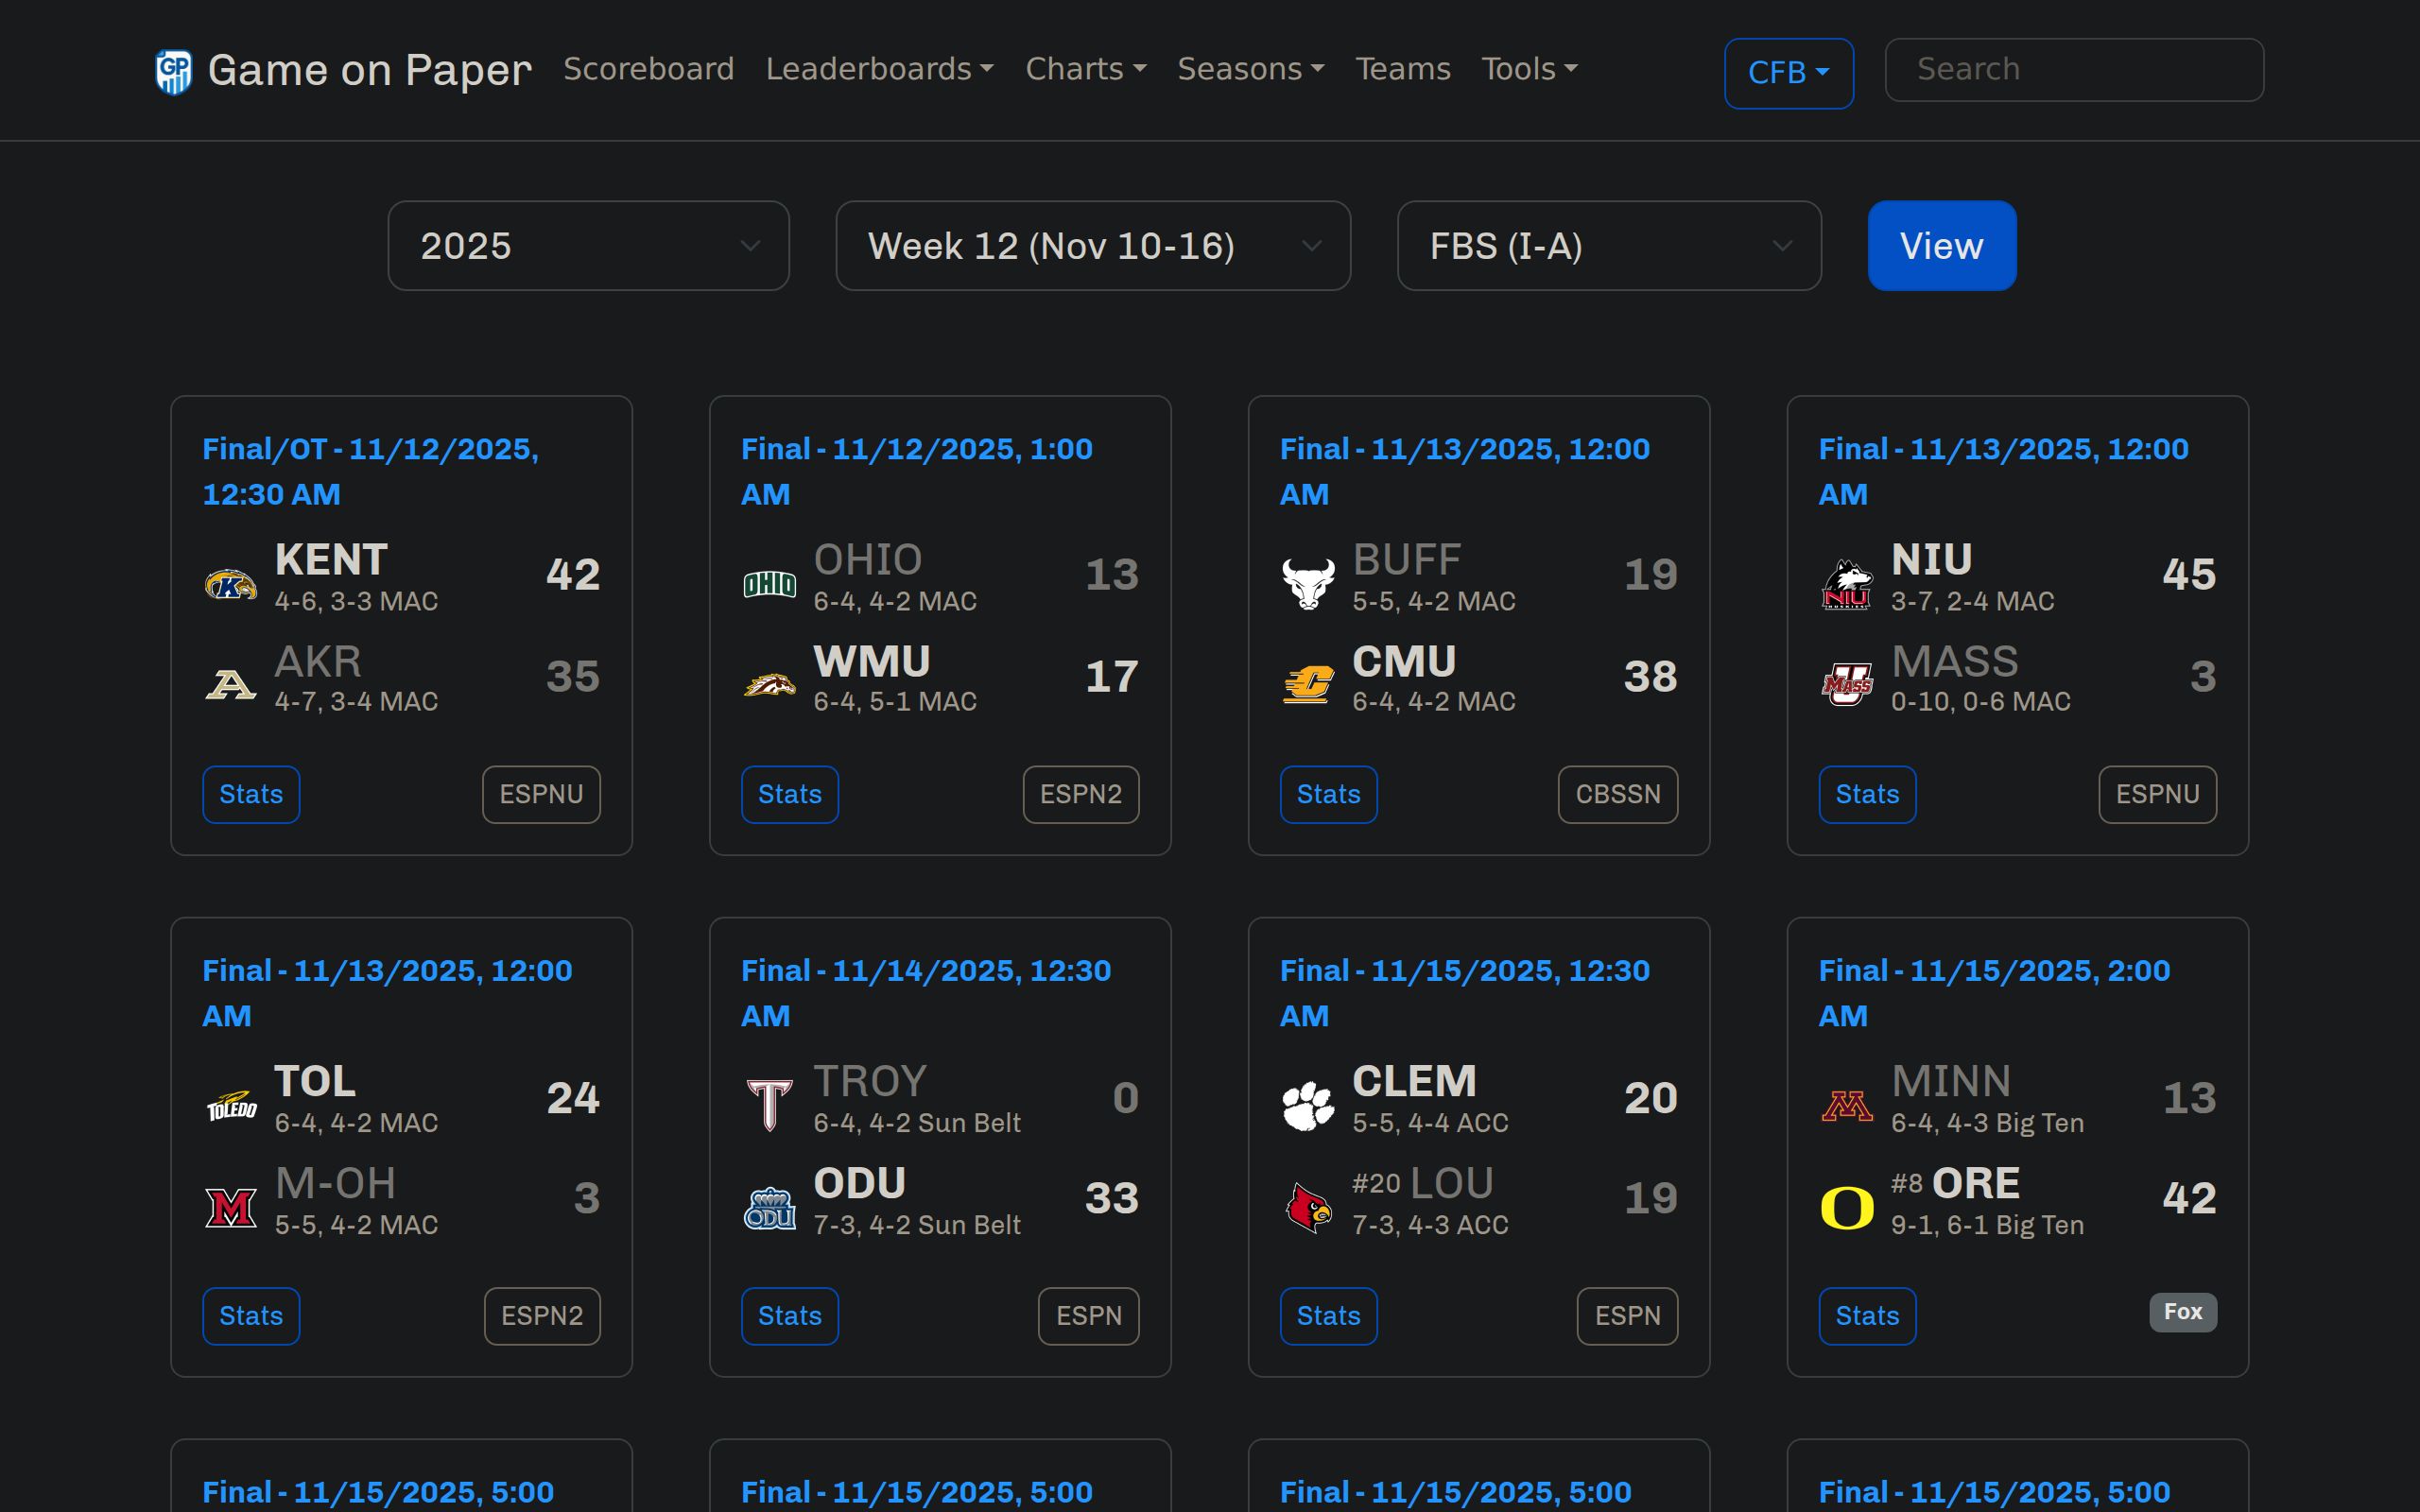 GP Game on Paper Scoreboard Leaderboards Charts Seasons Teams Tools CFB Search
2025 Week 12 (Nov 10-16) FBS (I-A) View
Final/OT - 11/12/2025, 12:30 AM
KENT 42
4-6, 3-3 MAC
AKR 35
4-7, 3-4 MAC
Stats ESPNU
Final - 11/12/2025, 1:00 AM
OHIO OHIO 13
6-4, 4-2 MAC
WMU 17
6-4, 5-1 MAC
Stats ESPN2
Final - 11/13/2025, 12:00 AM
BUFF 19
5-5, 4-2 MAC
CMU 38
6-4, 4-2 MAC
Stats CBSSN
Final - 11/13/2025, 12:00 AM
NIU NIU 45
3-7, 2-4 MAC
MASS MASS 3
0-10, 0-6 MAC
Stats ESPNU
Final - 11/13/2025, 12:00 AM
TOLEDO TOL 24
6-4, 4-2 MAC
M M-OH 3
5-5, 4-2 MAC
Stats ESPN2
Final - 11/14/2025, 12:30 AM
T TROY 0
6-4, 4-2 Sun Belt
ODU ODU 33
7-3, 4-2 Sun Belt
Stats ESPN
Final - 11/15/2025, 12:30 AM
CLEM 20
5-5, 4-4 ACC
#20 LOU 19
7-3, 4-3 ACC
Stats ESPN
Final - 11/15/2025, 2:00 AM
M MINN 13
6-4, 4-3 Big Ten
O #8 ORE 42
9-1, 6-1 Big Ten
Stats Fox
Final - 11/15/2025, 5:00
Final - 11/15/2025, 5:00
Final - 11/15/2025, 5:00
Final - 11/15/2025, 5:00